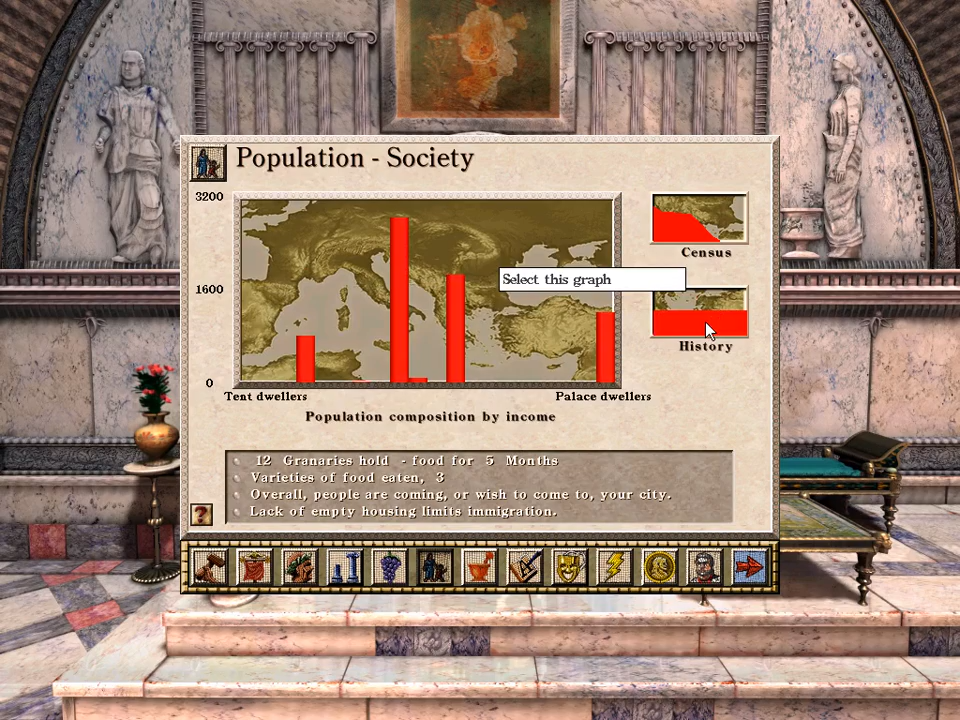 Population - Society
3200
1600
0
Select this graph
Census
History
Tent dwellers
Palace dwellers
Population composition by income
12 Granaries hold - food for 5 Months
Varieties of food eaten, 3
Overall, people are coming, or wish to come to, your city.
Lack of empty housing limits immigration.
?